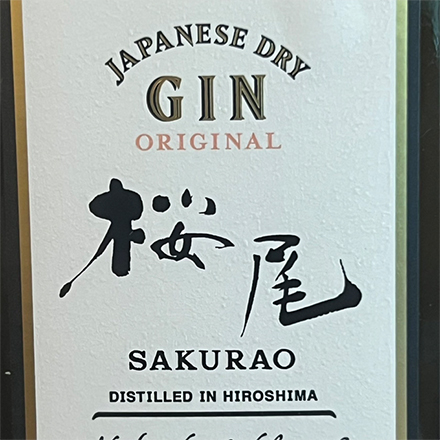 JAPANESE DRY
GIN
ORIGINAL
桜尾
SAKURAO
DISTILLED IN HIROSHIMA